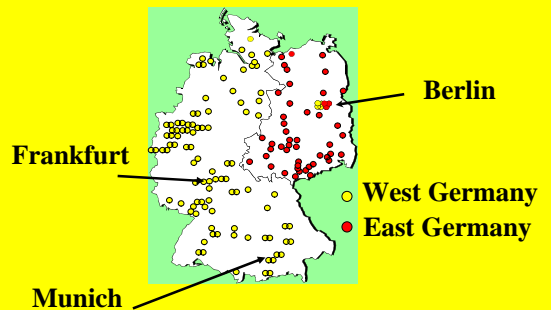 Berlin
Frankfurt
West Germany
East Germany
Munich